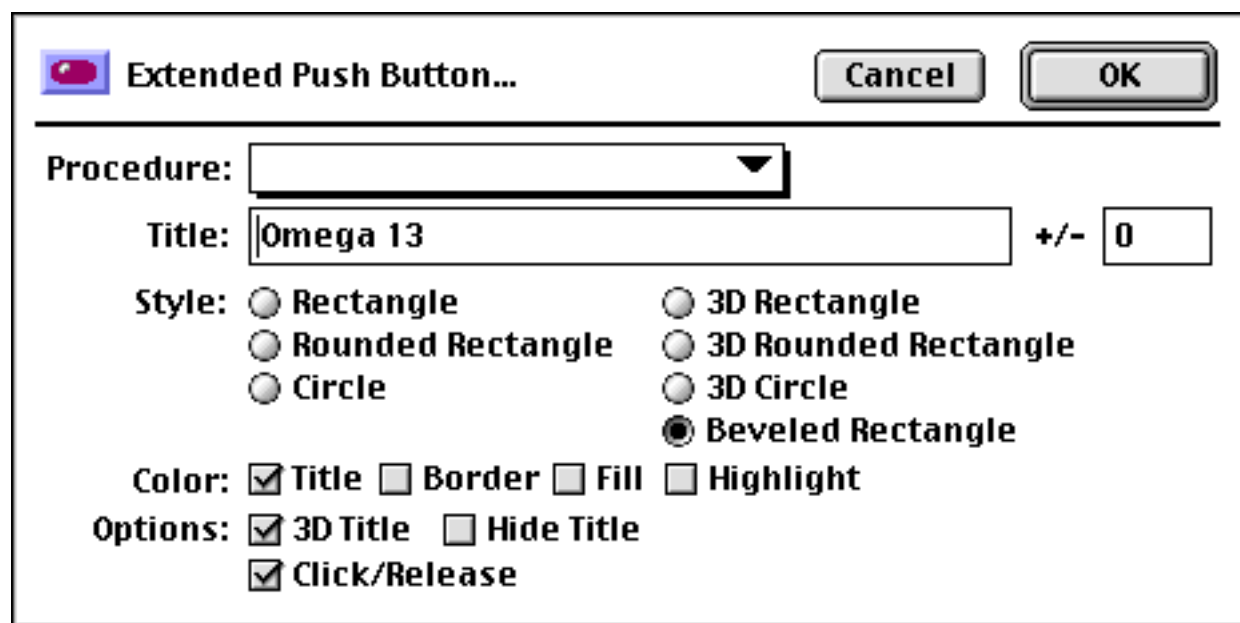 Extended Push Button... Cancel OK
Procedure:
Title: Omega 13 +/- 0
Style: Rectangle 3D Rectangle
Rounded Rectangle 3D Rounded Rectangle
Circle 3D Circle
Beveled Rectangle
Color: Title Border Fill Highlight
Options: 3D Title Hide Title
Click/Release